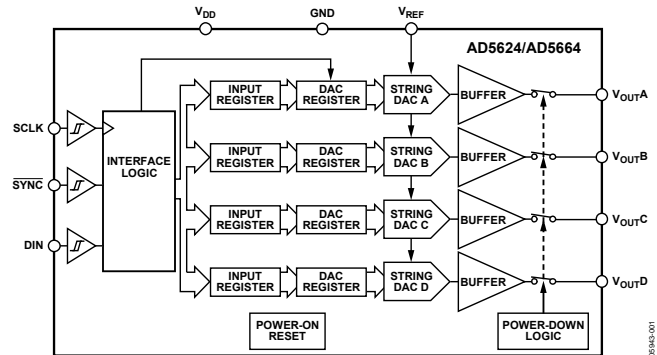 VDD
GND
VREF
AD5624/AD5664
SCLK
SYNC
DIN
INTERFACE
LOGIC
INPUT
REGISTER
DAC
REGISTER
STRING
DAC A
BUFFER
VOUTA
INPUT
REGISTER
DAC
REGISTER
STRING
DAC B
BUFFER
VOUTB
INPUT
REGISTER
DAC
REGISTER
STRING
DAC C
BUFFER
VOUTC
INPUT
REGISTER
DAC
REGISTER
STRING
DAC D
BUFFER
VOUTD
POWER-ON
RESET
POWER-DOWN
LOGIC
05943-001